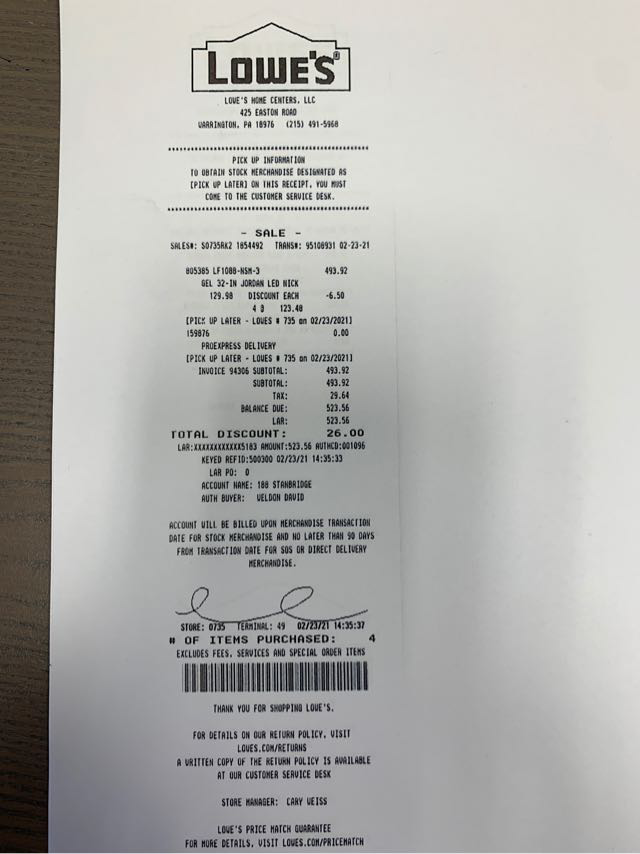 LOWE'S®
LOWE'S HOME CENTERS, LLC
425 EASTON ROAD
WARRINGTON, PA 18976 (215) 491-5968
PICK UP INFORMATION
TO OBTAIN STOCK MERCHANDISE DESIGNATED AS
[PICK UP LATER] ON THIS RECEIPT, YOU MUST
COME TO THE CUSTOMER SERVICE DESK.
- SALE -
SALES#: S0735RK2 1854492 TRANS#: 95108931 02-23-21
805385 LF1088-NSM-3 493.92
GEL 32-IN JORDAN LED NICK
129.98 DISCOUNT EACH -6.50
4 @ 123.48
[PICK UP LATER - LOWES # 735 on 02/23/2021]
159876 0.00
PROEXPRESS DELIVERY
[PICK UP LATER - LOWES # 735 on 02/23/2021]
INVOICE 94306 SUBTOTAL: 493.92
SUBTOTAL: 493.92
TAX: 29.64
BALANCE DUE: 523.56
LAR: 523.56
TOTAL DISCOUNT: 26.00
LAR:XXXXXXXXXXXX5183 AMOUNT:523.56 AUTHCD:001096
KEYED REFID:500300 02/23/21 14:35:33
LAR PO: 0
ACCOUNT NAME: 188 STANBRIDGE
AUTH BUYER: WELDON DAVID
ACCOUNT WILL BE BILLED UPON MERCHANDISE TRANSACTION
DATE FOR STOCK MERCHANDISE AND NO LATER THAN 90 DAYS
FROM TRANSACTION DATE FOR SOS OR DIRECT DELIVERY
MERCHANDISE.
STORE: 0735 TERMINAL: 49 02/23/21 14:35:37
# OF ITEMS PURCHASED: 4
EXCLUDES FEES, SERVICES AND SPECIAL ORDER ITEMS
THANK YOU FOR SHOPPING LOWE'S.
FOR DETAILS ON OUR RETURN POLICY, VISIT
LOWES.COM/RETURNS
A WRITTEN COPY OF THE RETURN POLICY IS AVAILABLE
AT OUR CUSTOMER SERVICE DESK
STORE MANAGER: CARY WEISS
LOWE'S PRICE MATCH GUARANTEE
FOR MORE DETAILS, VISIT LOWES.COM/PRICEMATCH